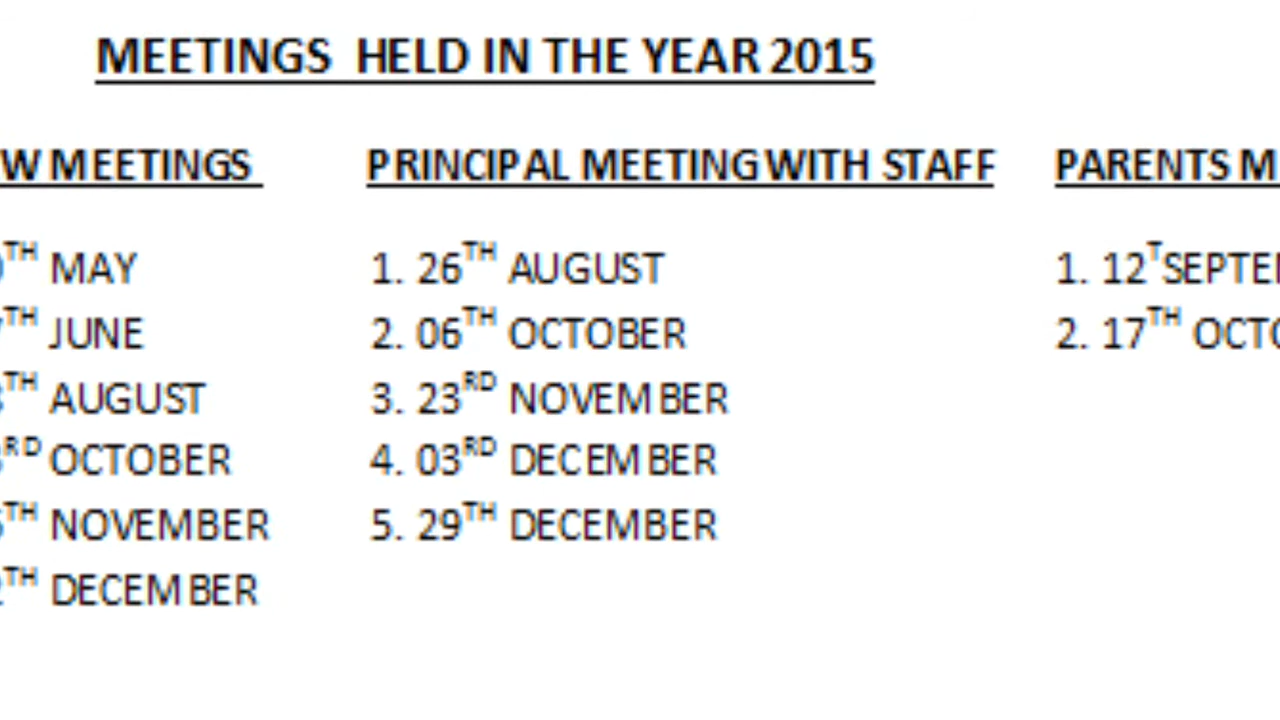 MEETINGS HELD IN THE YEAR 2015
W MEETINGS PRINCIPAL MEETING WITH STAFF PARENTS M
TH MAY 1. 26TH AUGUST 1. 12T SEPTE
TH JUNE 2. 06TH OCTOBER 2. 17TH OCTO
TH AUGUST 3. 23RD NOVEMBER
RD OCTOBER 4. 03RD DECEMBER
TH NOVEMBER 5. 29TH DECEMBER
TH DECEMBER